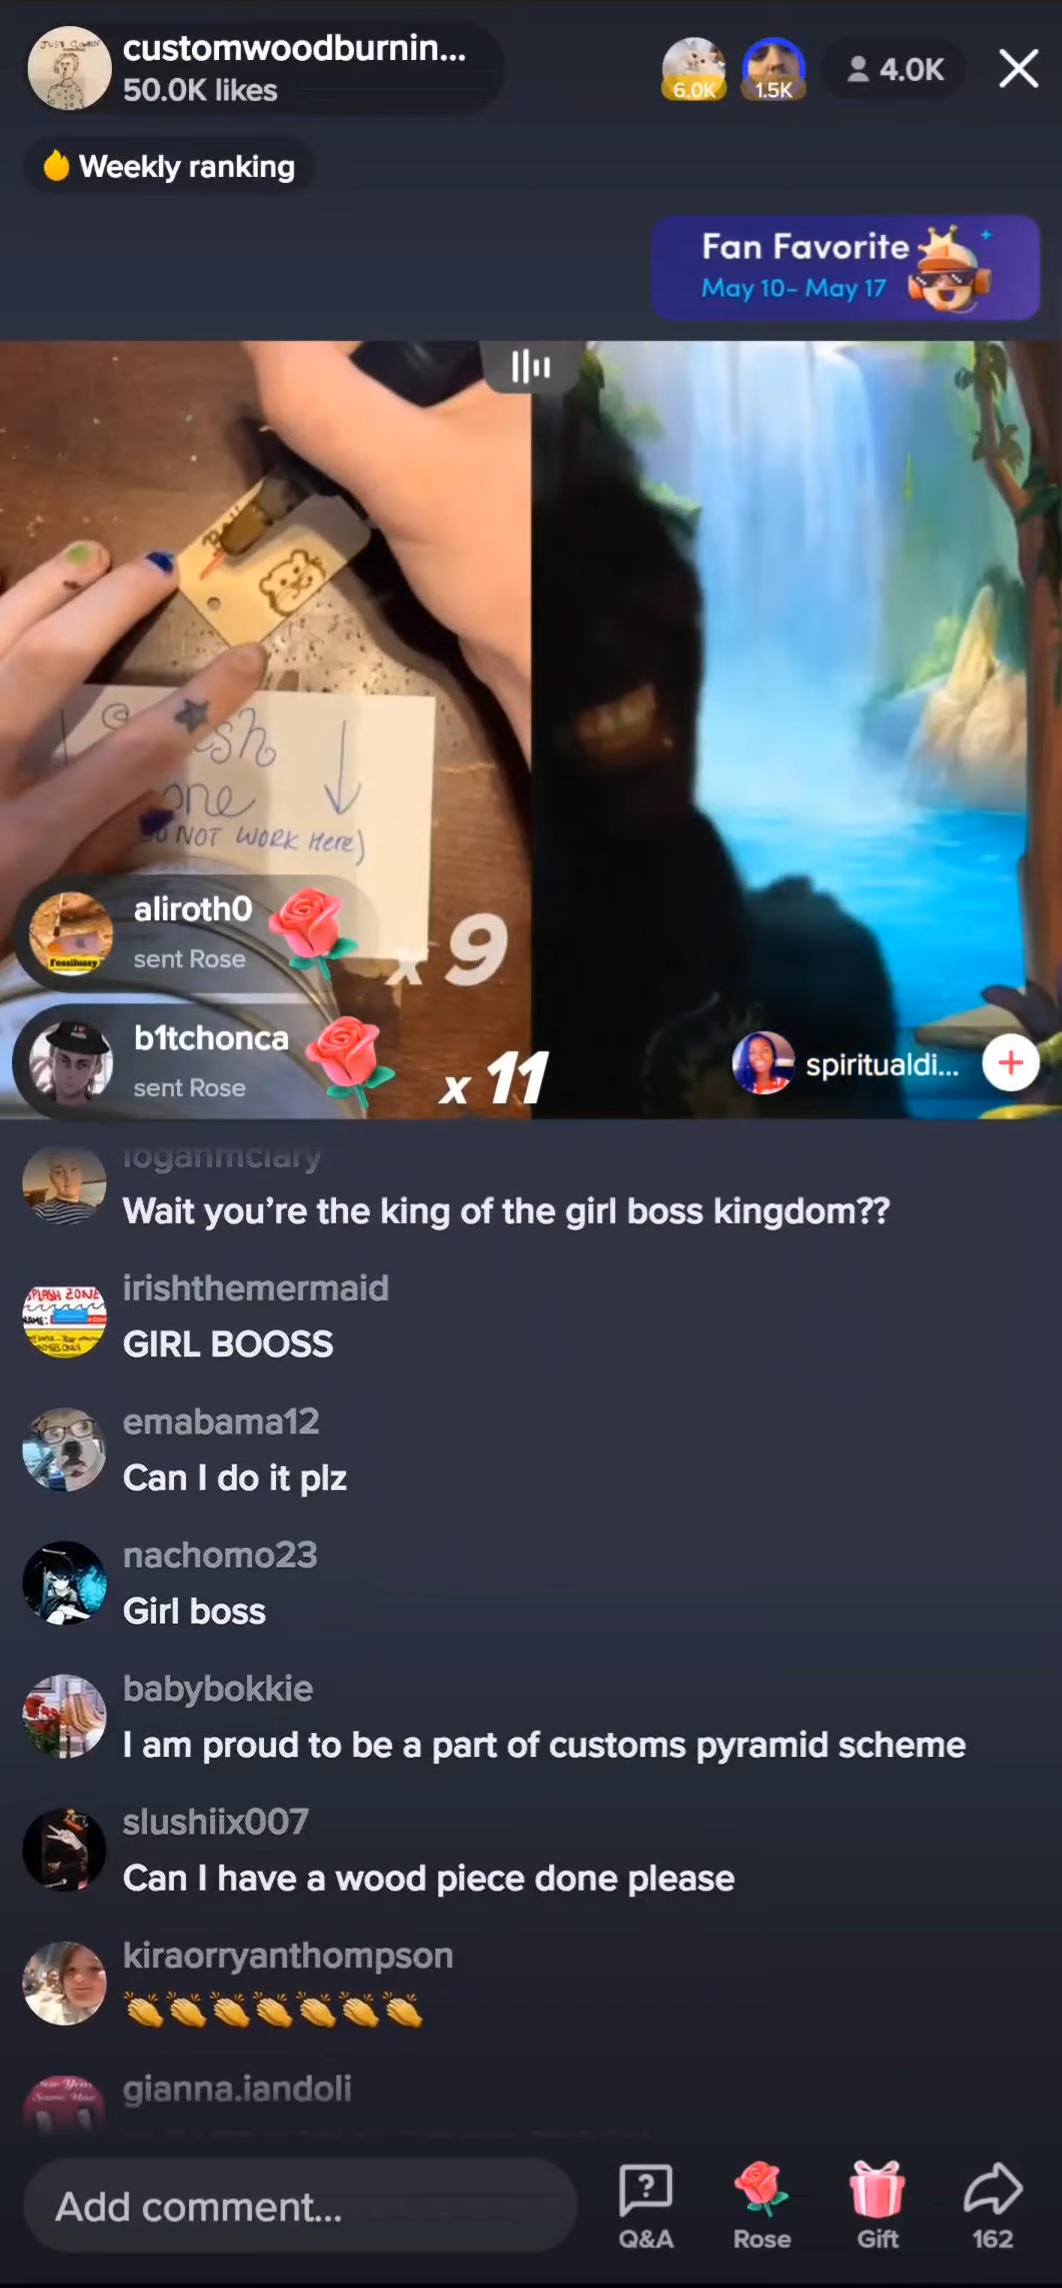 customwoodburnin...
50.0K likes
6.0K
1.5K
4.0K
Weekly ranking
Fan Favorite
May 10- May 17
one
NOT WORK Here)
aliroth0
sent Rose
x 9
b1tchonca
sent Rose
x 11
spiritualdi...
loganmclary
Wait you're the king of the girl boss kingdom??
irishthemermaid
GIRL BOOSS
emabama12
Can I do it plz
nachomo23
Girl boss
babybokkie
I am proud to be a part of customs pyramid scheme
slushiix007
Can I have a wood piece done please
kiraorryanthompson
👏👏👏👏👏👏👏
gianna.iandoli
Add comment...
Q&A
Rose
Gift
162